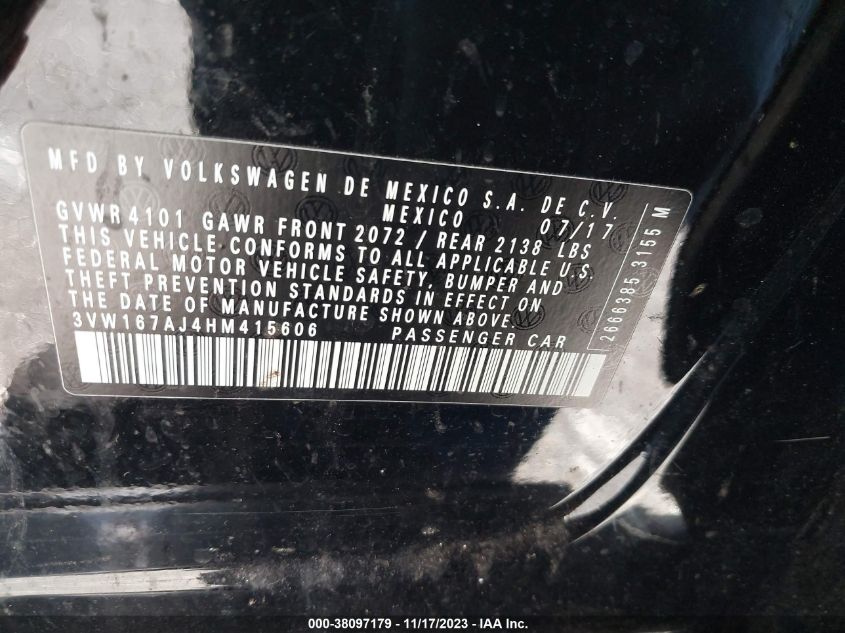 MFD BY VOLKSWAGEN DE MEXICO S.A. DE C.V.
MEXICO 07/17
GVWR 4101 GAWR FRONT 2072 / REAR 2138 LBS
THIS VEHICLE CONFORMS TO ALL APPLICABLE U.S.
FEDERAL MOTOR VEHICLE SAFETY, BUMPER AND
THEFT PREVENTION STANDARDS IN EFFECT ON
THE DATE OF MANUFACTURE SHOWN ABOVE.
3VW167AJ4HM415606 PASSENGER CAR
2666385 3155 M
000-38097179 - 11/17/2023 - IAA Inc.